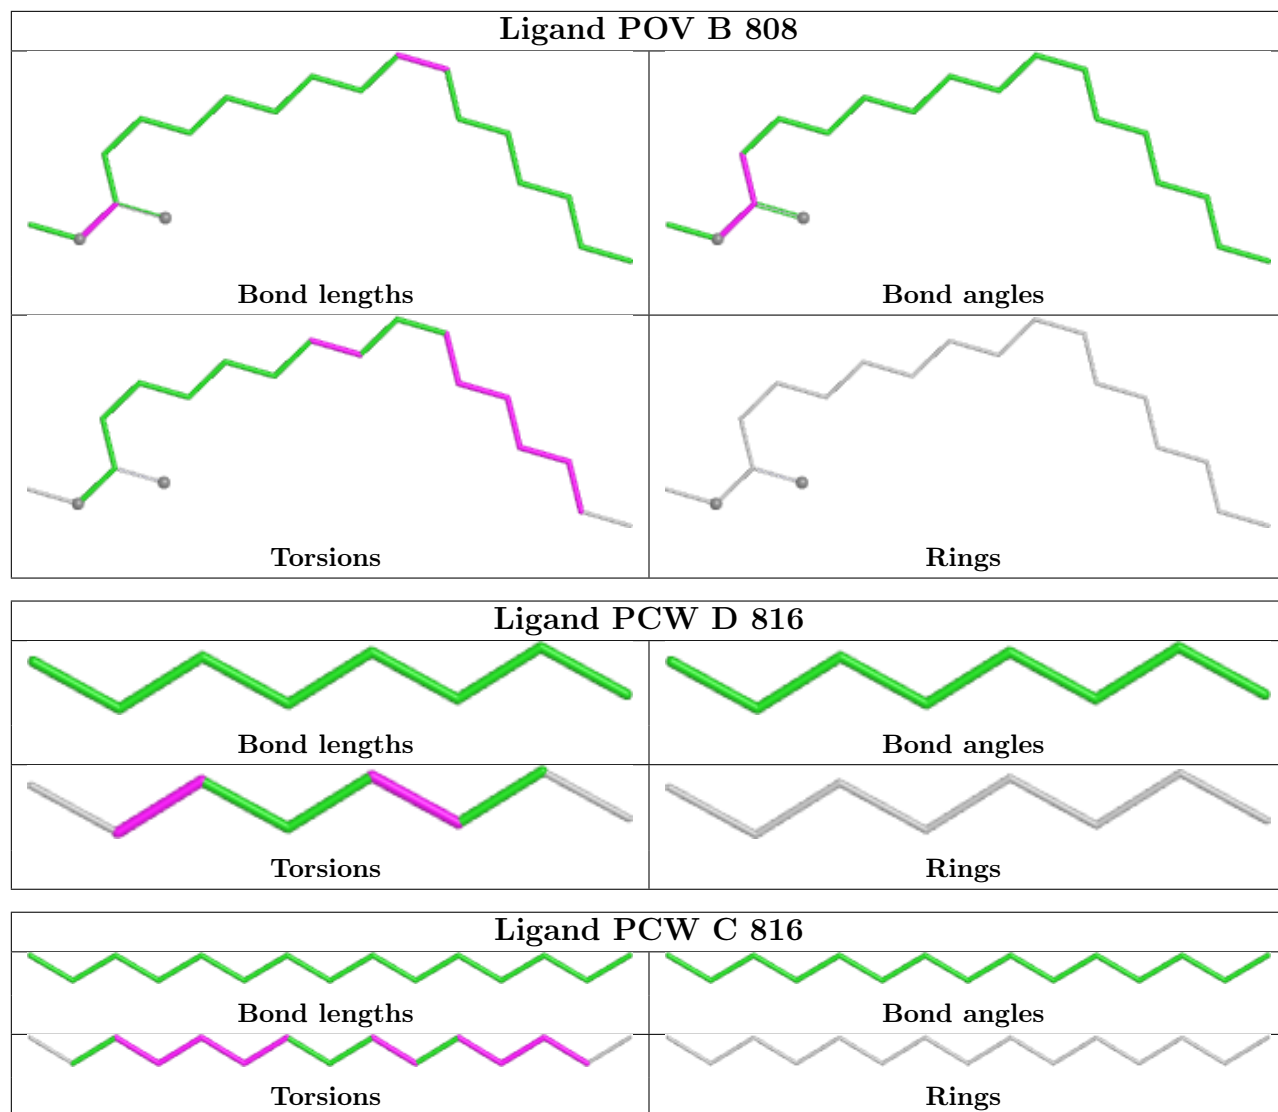 Ligand POV B 808
Bond lengths
Bond angles
Torsions
Rings
Ligand PCW D 816
Bond lengths
Bond angles
Torsions
Rings
Ligand PCW C 816
Bond lengths
Bond angles
Torsions
Rings